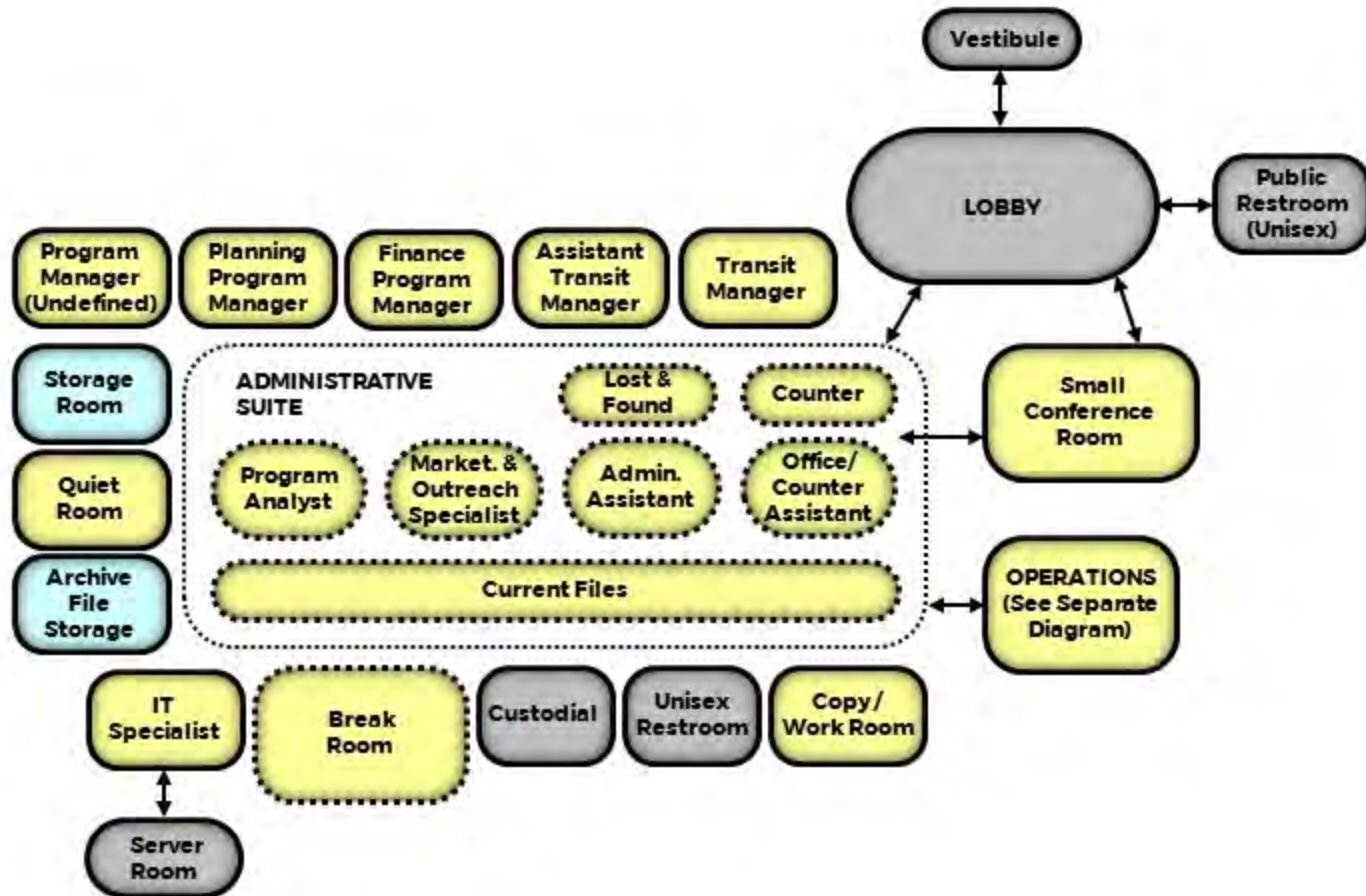 Vestibule
LOBBY
Public
Restroom
(Unisex)
Program
Manager
(Undefined)
Planning
Program
Manager
Finance
Program
Manager
Assistant
Transit
Manager
Transit
Manager
Storage
Room
Quiet
Room
Archive
File
Storage
ADMINISTRATIVE
SUITE
Lost &
Found
Counter
Program
Analyst
Market. &
Outreach
Specialist
Admin.
Assistant
Office/
Counter
Assistant
Current Files
Small
Conference
Room
OPERATIONS
(See Separate
Diagram)
IT
Specialist
Break
Room
Custodial
Unisex
Restroom
Copy/
Work Room
Server
Room